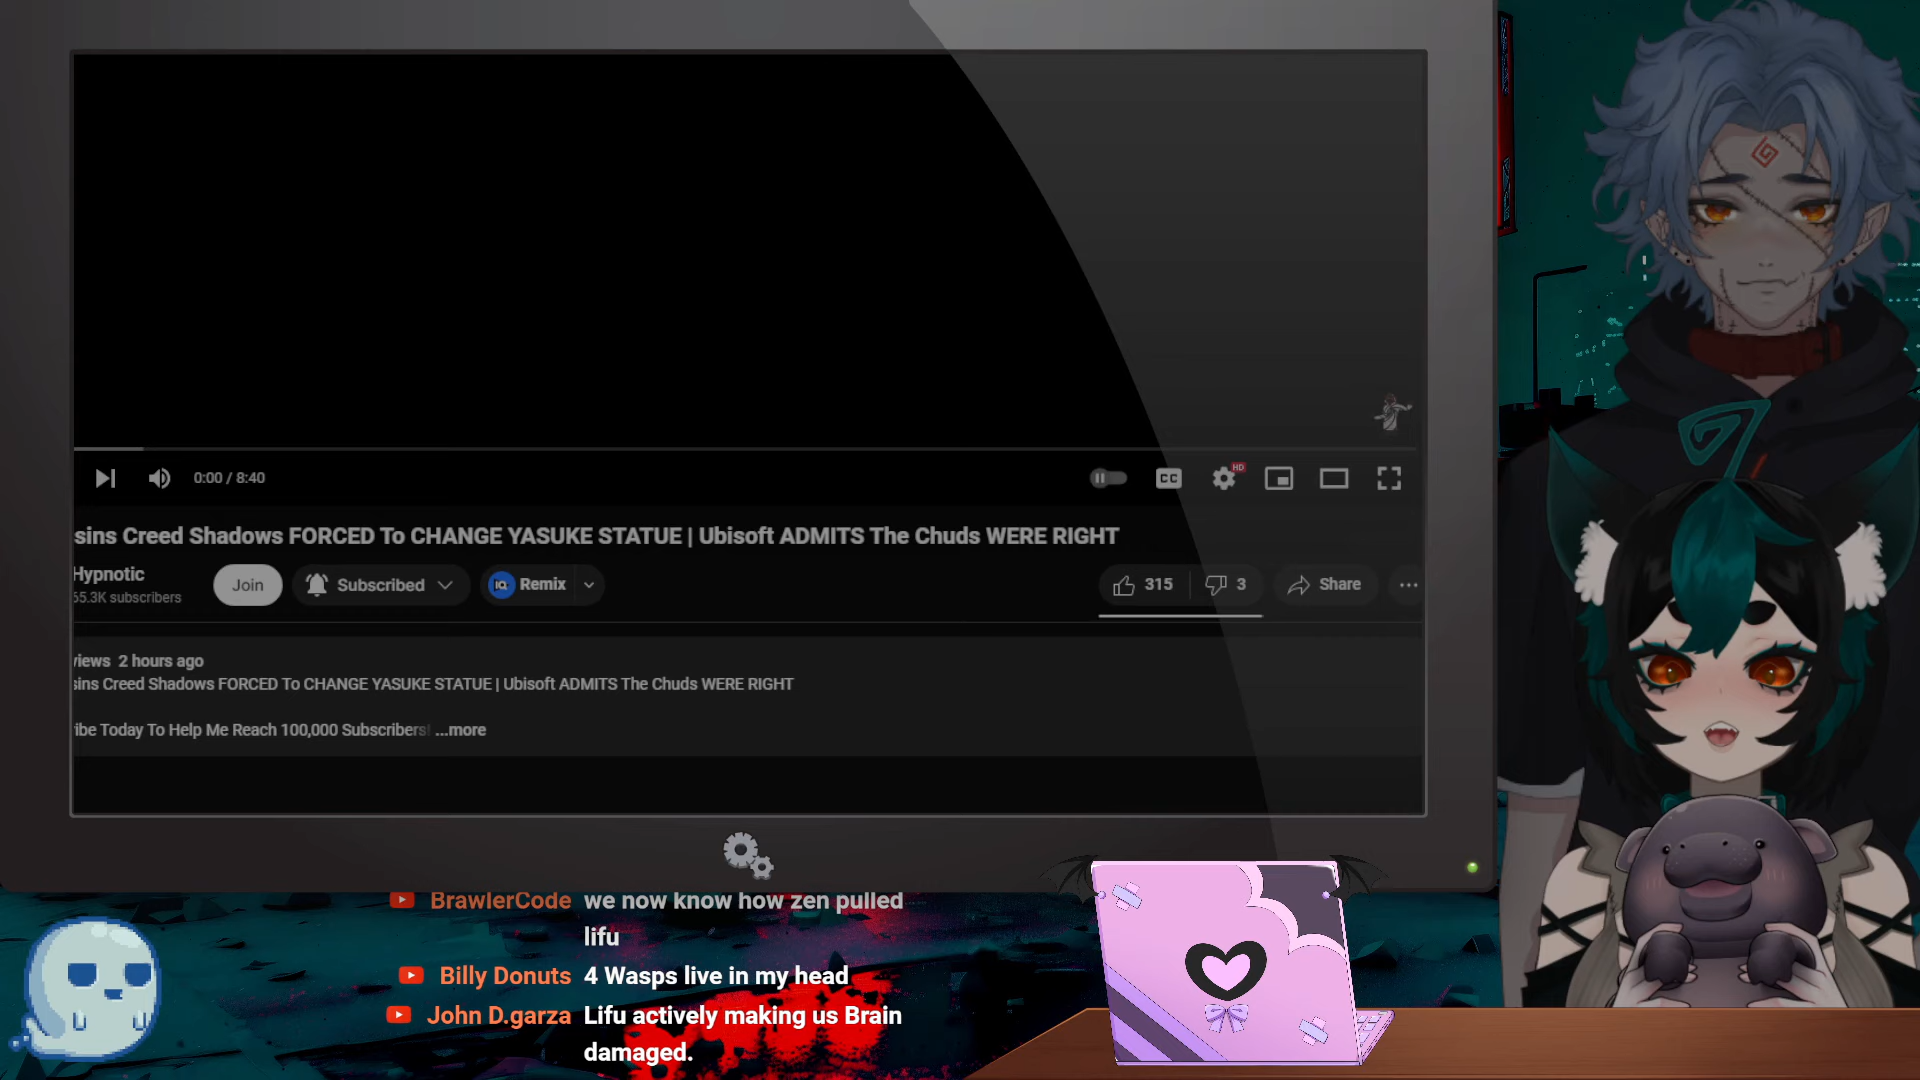 HD
CC
0:00 / 8:40
sins Creed Shadows FORCED To CHANGE YASUKE STATUE | Ubisoft ADMITS The Chuds WERE RIGHT
Hypnotic
65.3K subscribers
Join
Subscribed
Remix
315
3
Share
views 2 hours ago
sins Creed Shadows FORCED To CHANGE YASUKE STATUE | Ubisoft ADMITS The Chuds WERE RIGHT
ibe Today To Help Me Reach 100,000 Subscribers! ...more
BrawlerCode we now know how zen pulled
lifu
Billy Donuts 4 Wasps live in my head
John D.garza Lifu actively making us Brain
damaged.